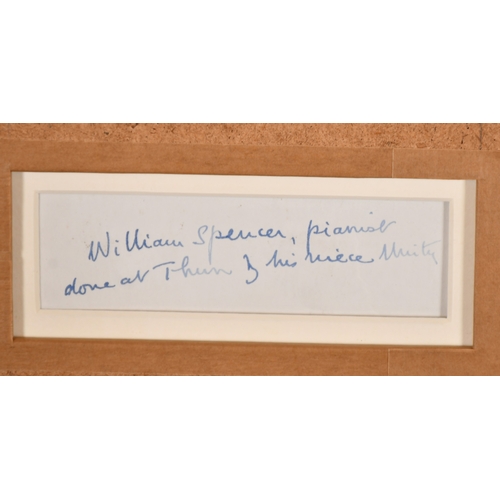 William Spencer, pianist
done at Thun by his niece Unity